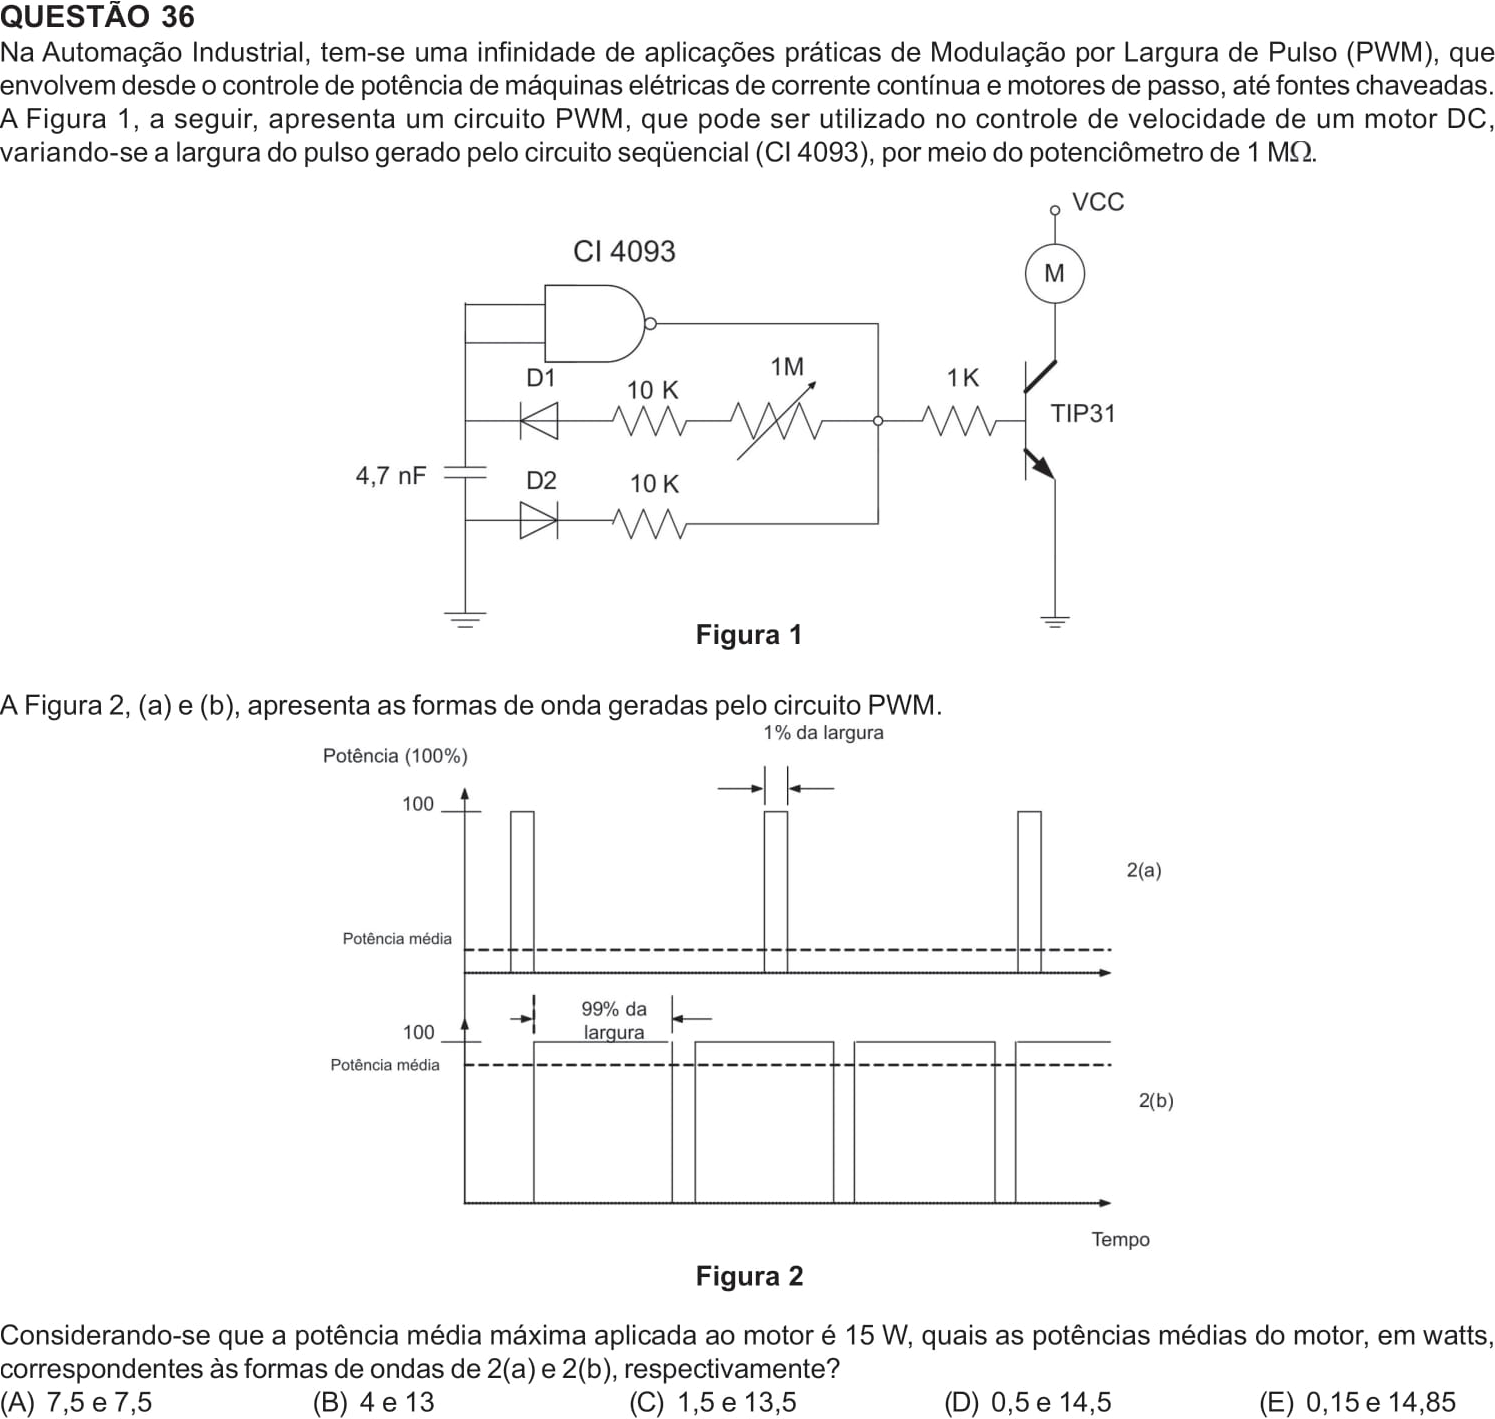 QUESTÃO 36
Na Automação Industrial, tem-se uma infinidade de aplicações práticas de Modulação por Largura de Pulso (PWM), que
envolvem desde o controle de potência de máquinas elétricas de corrente contínua e motores de passo, até fontes chaveadas.
A Figura 1, a seguir, apresenta um circuito PWM, que pode ser utilizado no controle de velocidade de um motor DC,
variando-se a largura do pulso gerado pelo circuito seqüencial (CI 4093), por meio do potenciômetro de 1 MΩ.
VCC
CI 4093
M
D1
10 K
1M
1K
TIP31
4,7 nF
D2
10 K
Figura 1
A Figura 2, (a) e (b), apresenta as formas de onda geradas pelo circuito PWM.
1% da largura
Potência (100%)
100
2(a)
Potência média
99% da
largura
100
Potência média
2(b)
Tempo
Figura 2
Considerando-se que a potência média máxima aplicada ao motor é 15 W, quais as potências médias do motor, em watts,
correspondentes às formas de ondas de 2(a) e 2(b), respectivamente?
(A) 7,5 e 7,5 (B) 4 e 13 (C) 1,5 e 13,5 (D) 0,5 e 14,5 (E) 0,15 e 14,85